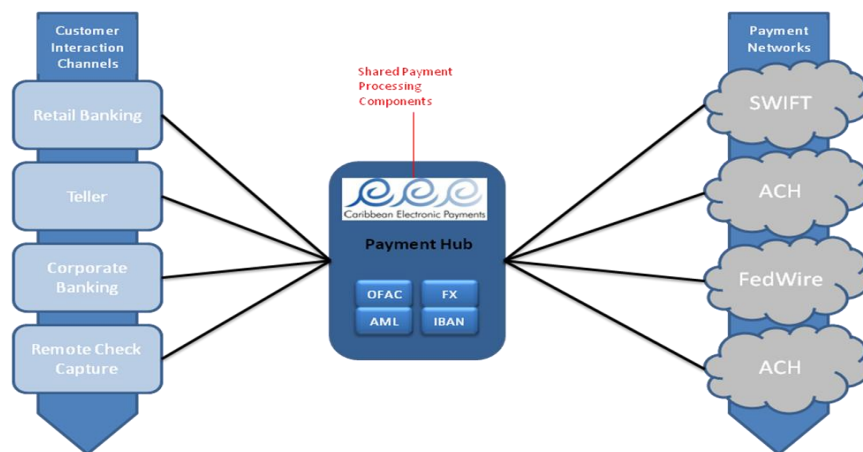 Customer
Interaction
Channels
Retail Banking
Teller
Corporate
Banking
Remote Check
Capture
Shared Payment
Processing
Components
Caribbean Electronic Payments
Payment Hub
OFAC
FX
AML
IBAN
Payment
Networks
SWIFT
ACH
FedWire
ACH